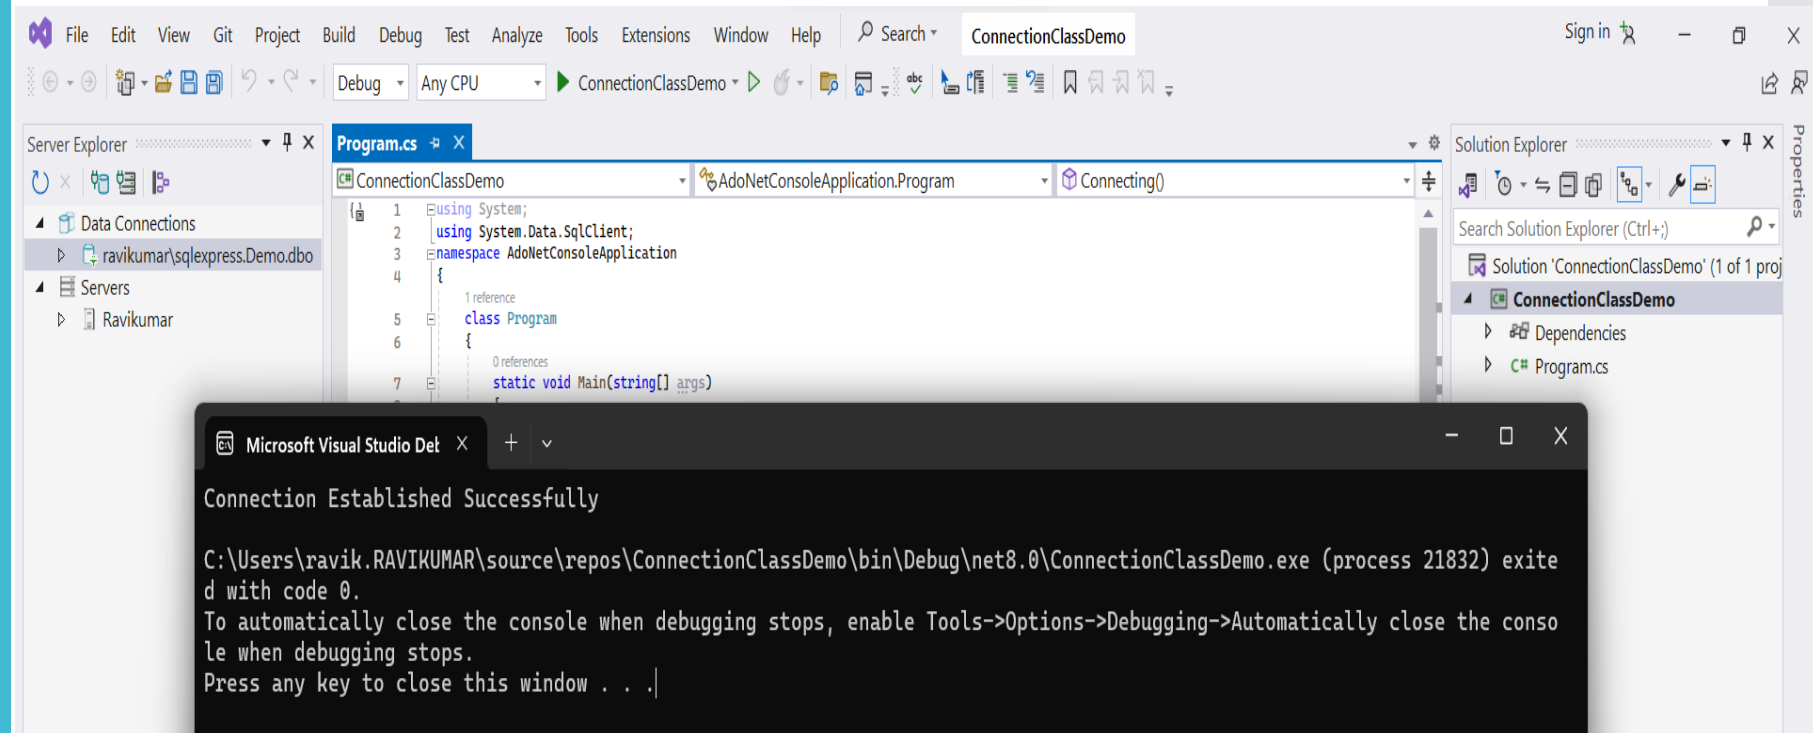 File Edit View Git Project Build Debug Test Analyze Tools Extensions Window Help Search ConnectionClassDemo Sign in
Debug Any CPU ConnectionClassDemo abc
Server Explorer
Data Connections
ravikumar\sqlexpress.Demo.dbo
Servers
Ravikumar
Program.cs
C# ConnectionClassDemo AdoNetConsoleApplication.Program Connecting()
1 using System;
2 using System.Data.SqlClient;
3 namespace AdoNetConsoleApplication
4 {
1 reference
5 class Program
6 {
0 references
7 static void Main(string[] args)
Solution Explorer
Search Solution Explorer (Ctrl+;)
Solution 'ConnectionClassDemo' (1 of 1 proj
C# ConnectionClassDemo
Dependencies
C# Program.cs
Properties
Microsoft Visual Studio Det
Connection Established Successfully
C:\Users\ravik.RAVIKUMAR\source\repos\ConnectionClassDemo\bin\Debug\net8.0\ConnectionClassDemo.exe (process 21832) exite
d with code 0.
To automatically close the console when debugging stops, enable Tools->Options->Debugging->Automatically close the conso
le when debugging stops.
Press any key to close this window . . .